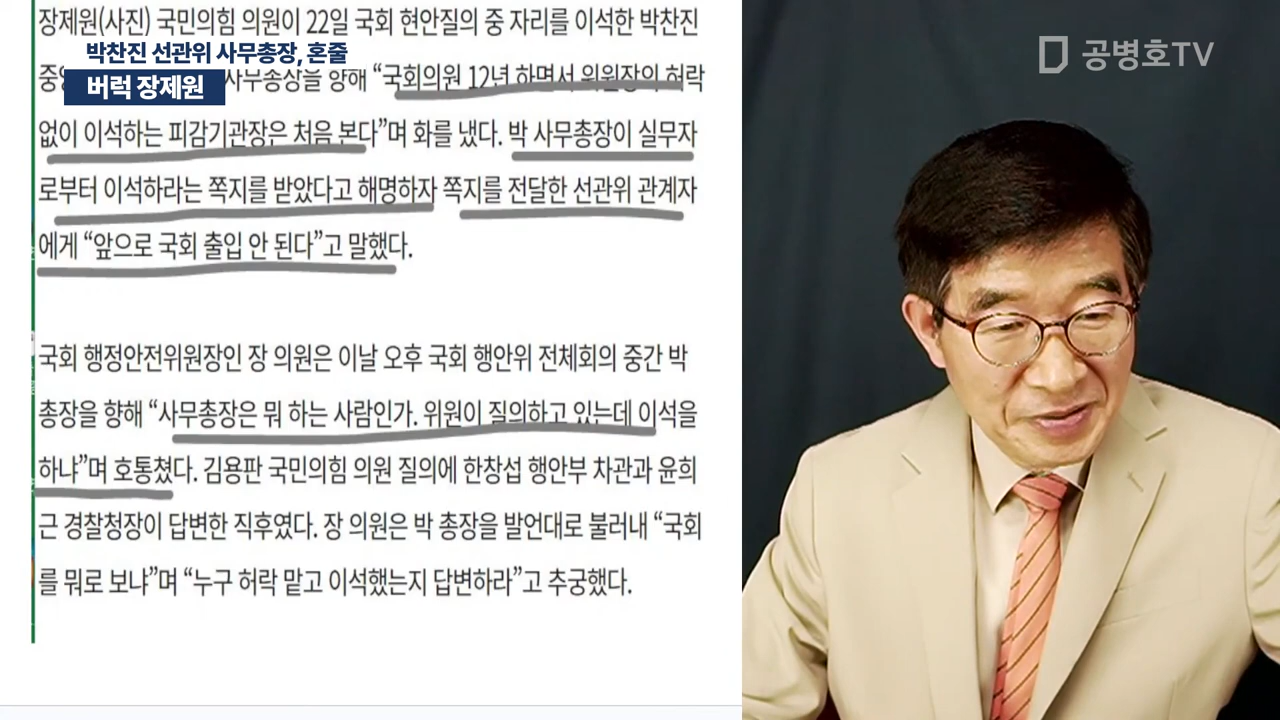 장제원(사진) 국민의힘 의원이 22일 국회 현안질의 중 자리를 이석한 박찬진
박찬진 선관위 사무총장, 혼줄
버럭 장제원
공병호TV
사무총장을 향해 “국회의원 12년 하면서 위원장의 허락
없이 이석하는 피감기관장은 처음 본다”며 화를 냈다. 박 사무총장이 실무자
로부터 이석하라는 쪽지를 받았다고 해명하자 쪽지를 전달한 선관위 관계자
에게 “앞으로 국회 출입 안 된다”고 말했다.
국회 행정안전위원장인 장 의원은 이날 오후 국회 행안위 전체회의 중간 박
총장을 향해 “사무총장은 뭐 하는 사람인가. 위원이 질의하고 있는데 이석을
하냐”며 호통쳤다. 김용판 국민의힘 의원 질의에 한창섭 행안부 차관과 윤희
근 경찰청장이 답변한 직후였다. 장 의원은 박 총장을 발언대로 불러내 “국회
를 뭐로 보냐”며 “누구 허락 맡고 이석했는지 답변하라”고 추궁했다.